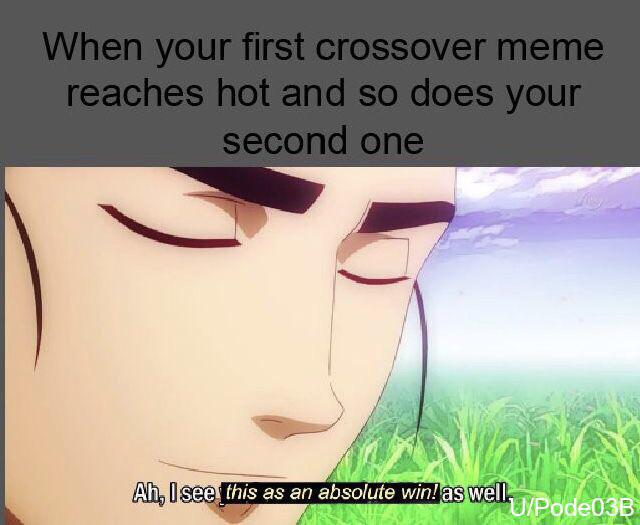 When your first crossover meme
reaches hot and so does your
second one
Ah, I see this as an absolute win! as well.
U/Pode03B